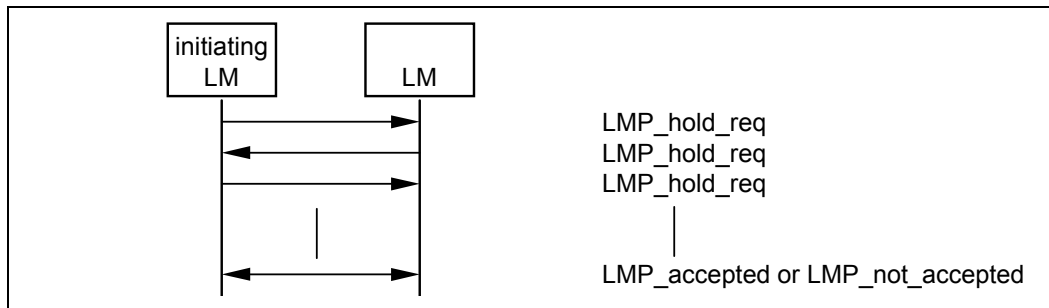 initiating
LM
LM
LMP_hold_req
LMP_hold_req
LMP_hold_req
LMP_accepted or LMP_not_accepted